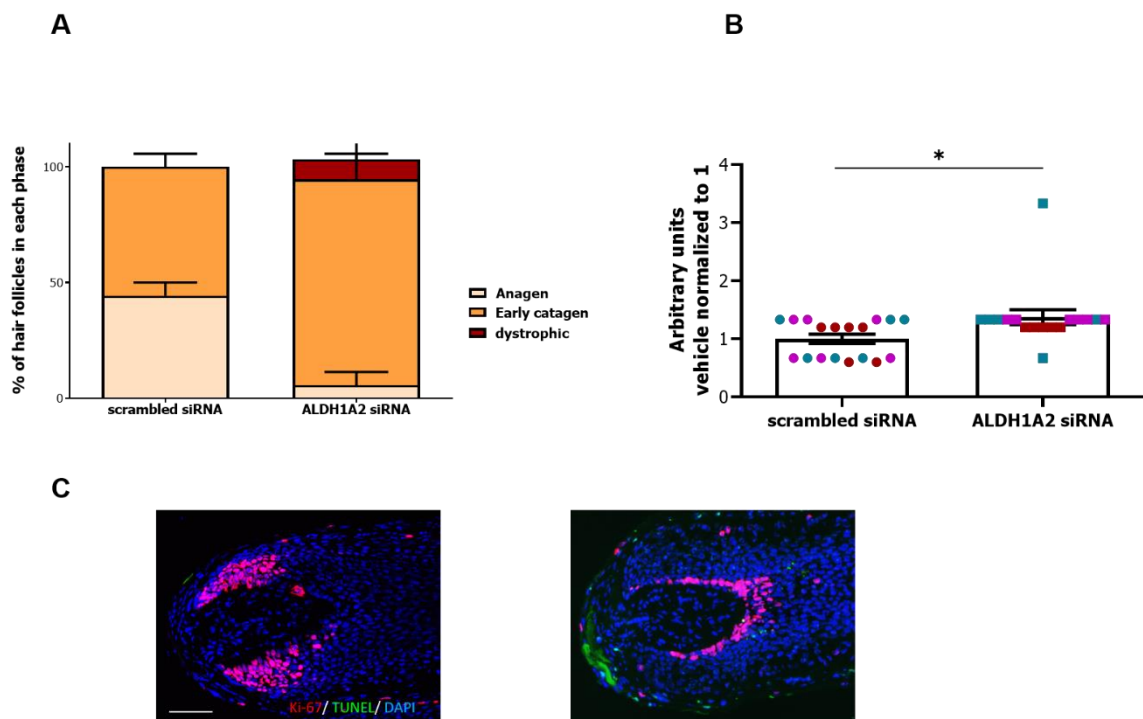 A
% of hair follicles in each phase
100
50
0
scrambled siRNA
ALDH1A2 siRNA
Anagen
Early catagen
dystrophic
B
Arbitrary units
vehicle normalized to 1
4
3
2
1
0
*
scrambled siRNA
ALDH1A2 siRNA
C
Ki-67/ TUNEL/ DAPI